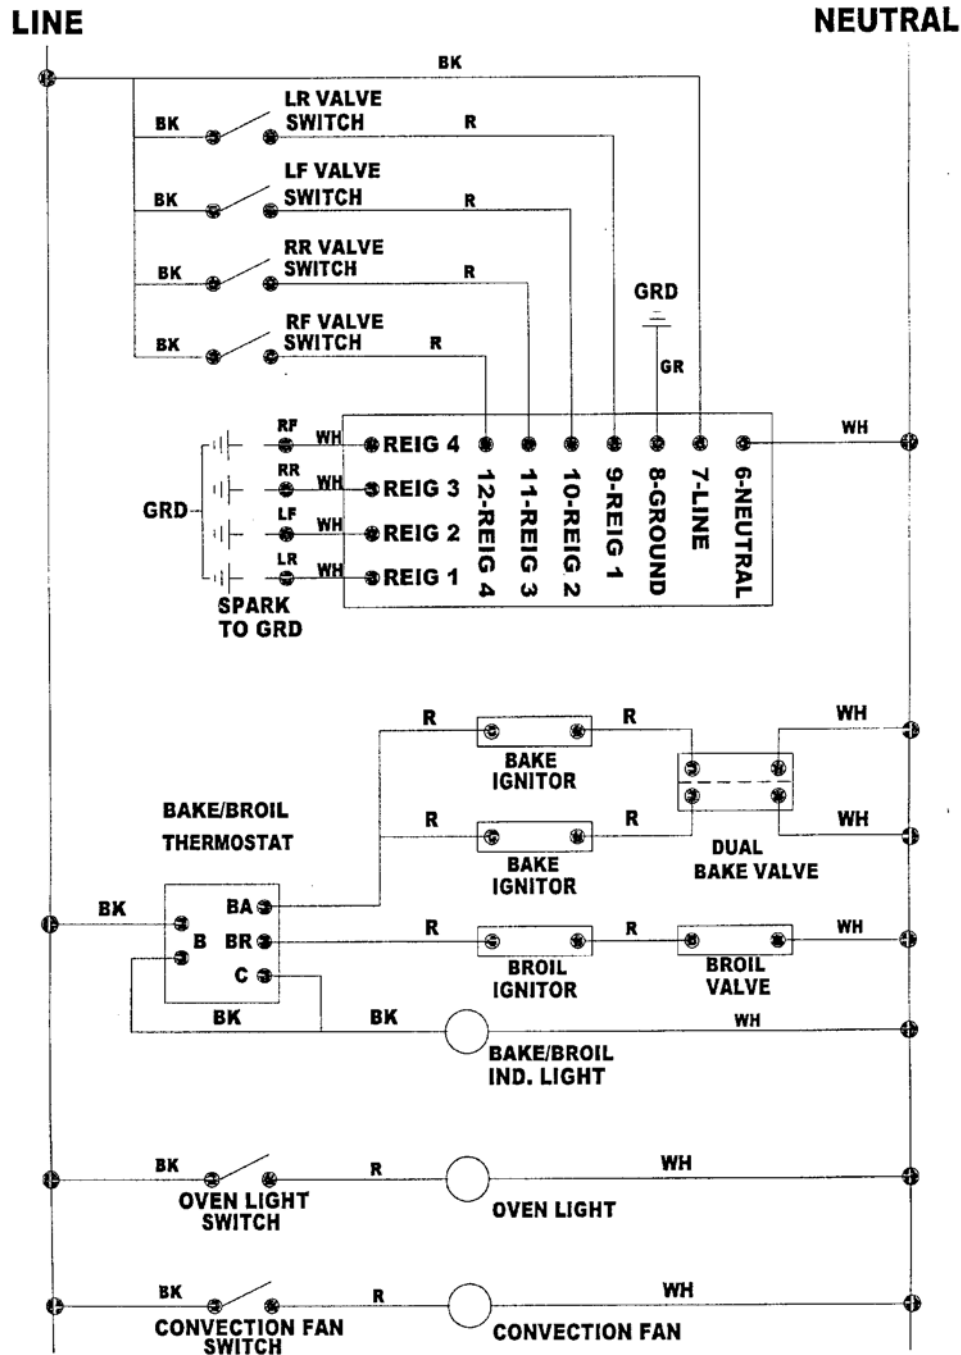 LINE
NEUTRAL
BK
LR VALVE
SWITCH
BK
R
LF VALVE
SWITCH
BK
R
RR VALVE
SWITCH
BK
R
GRD
RF VALVE
SWITCH
BK
R
GR
RF
WH
REIG 4
WH
RR
WH
REIG 3
GRD
LF
WH
REIG 2
LR
WH
REIG 1
12-REIG 4
11-REIG 3
10-REIG 2
9-REIG 1
8-GROUND
7-LINE
6-NEUTRAL
SPARK
TO GRD
R
R
WH
BAKE
IGNITOR
BAKE/BROIL
THERMOSTAT
R
R
WH
DUAL
BAKE VALVE
BAKE
IGNITOR
BK
BA
B
BR
C
R
R
WH
BROIL
IGNITOR
BROIL
VALVE
BK
BK
WH
BAKE/BROIL
IND. LIGHT
BK
R
WH
OVEN LIGHT
SWITCH
OVEN LIGHT
BK
R
WH
CONVECTION FAN
SWITCH
CONVECTION FAN